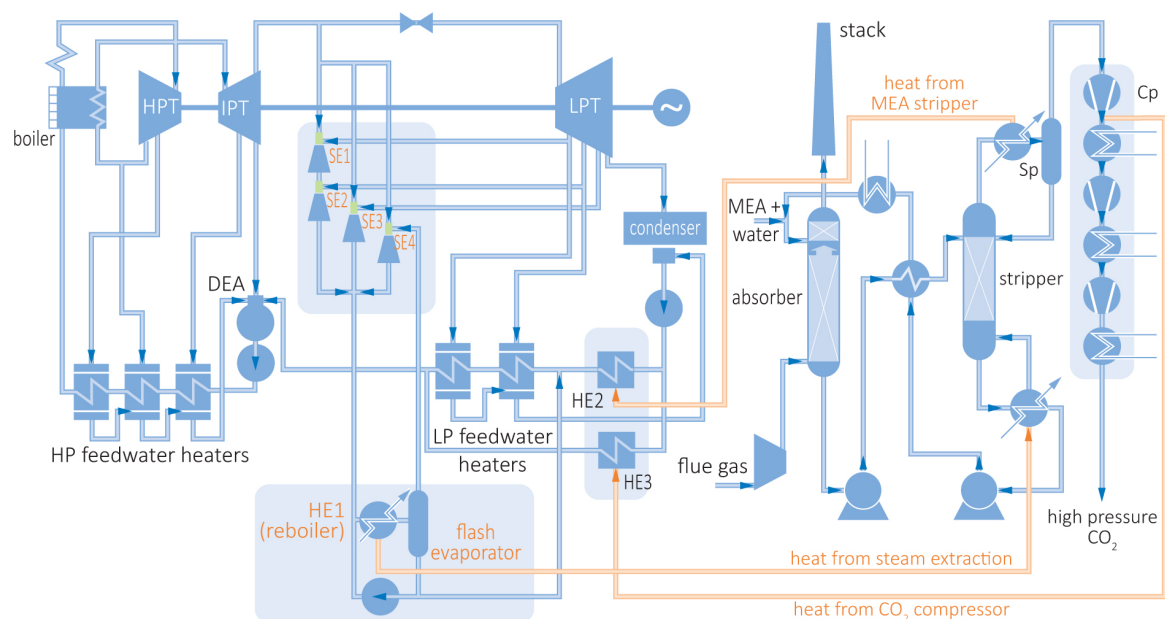 stack
heat from
MEA stripper
Cp
HPT
IPT
LPT
~
boiler
SE1
Sp
SE2
SE3
MEA +
water
condenser
SE4
DEA
absorber
stripper
HE2
LP feedwater
heaters
HP feedwater heaters
flue gas
HE3
HE1
(reboiler)
flash
evaporator
high pressure
CO₂
heat from steam extraction
heat from CO₂ compressor